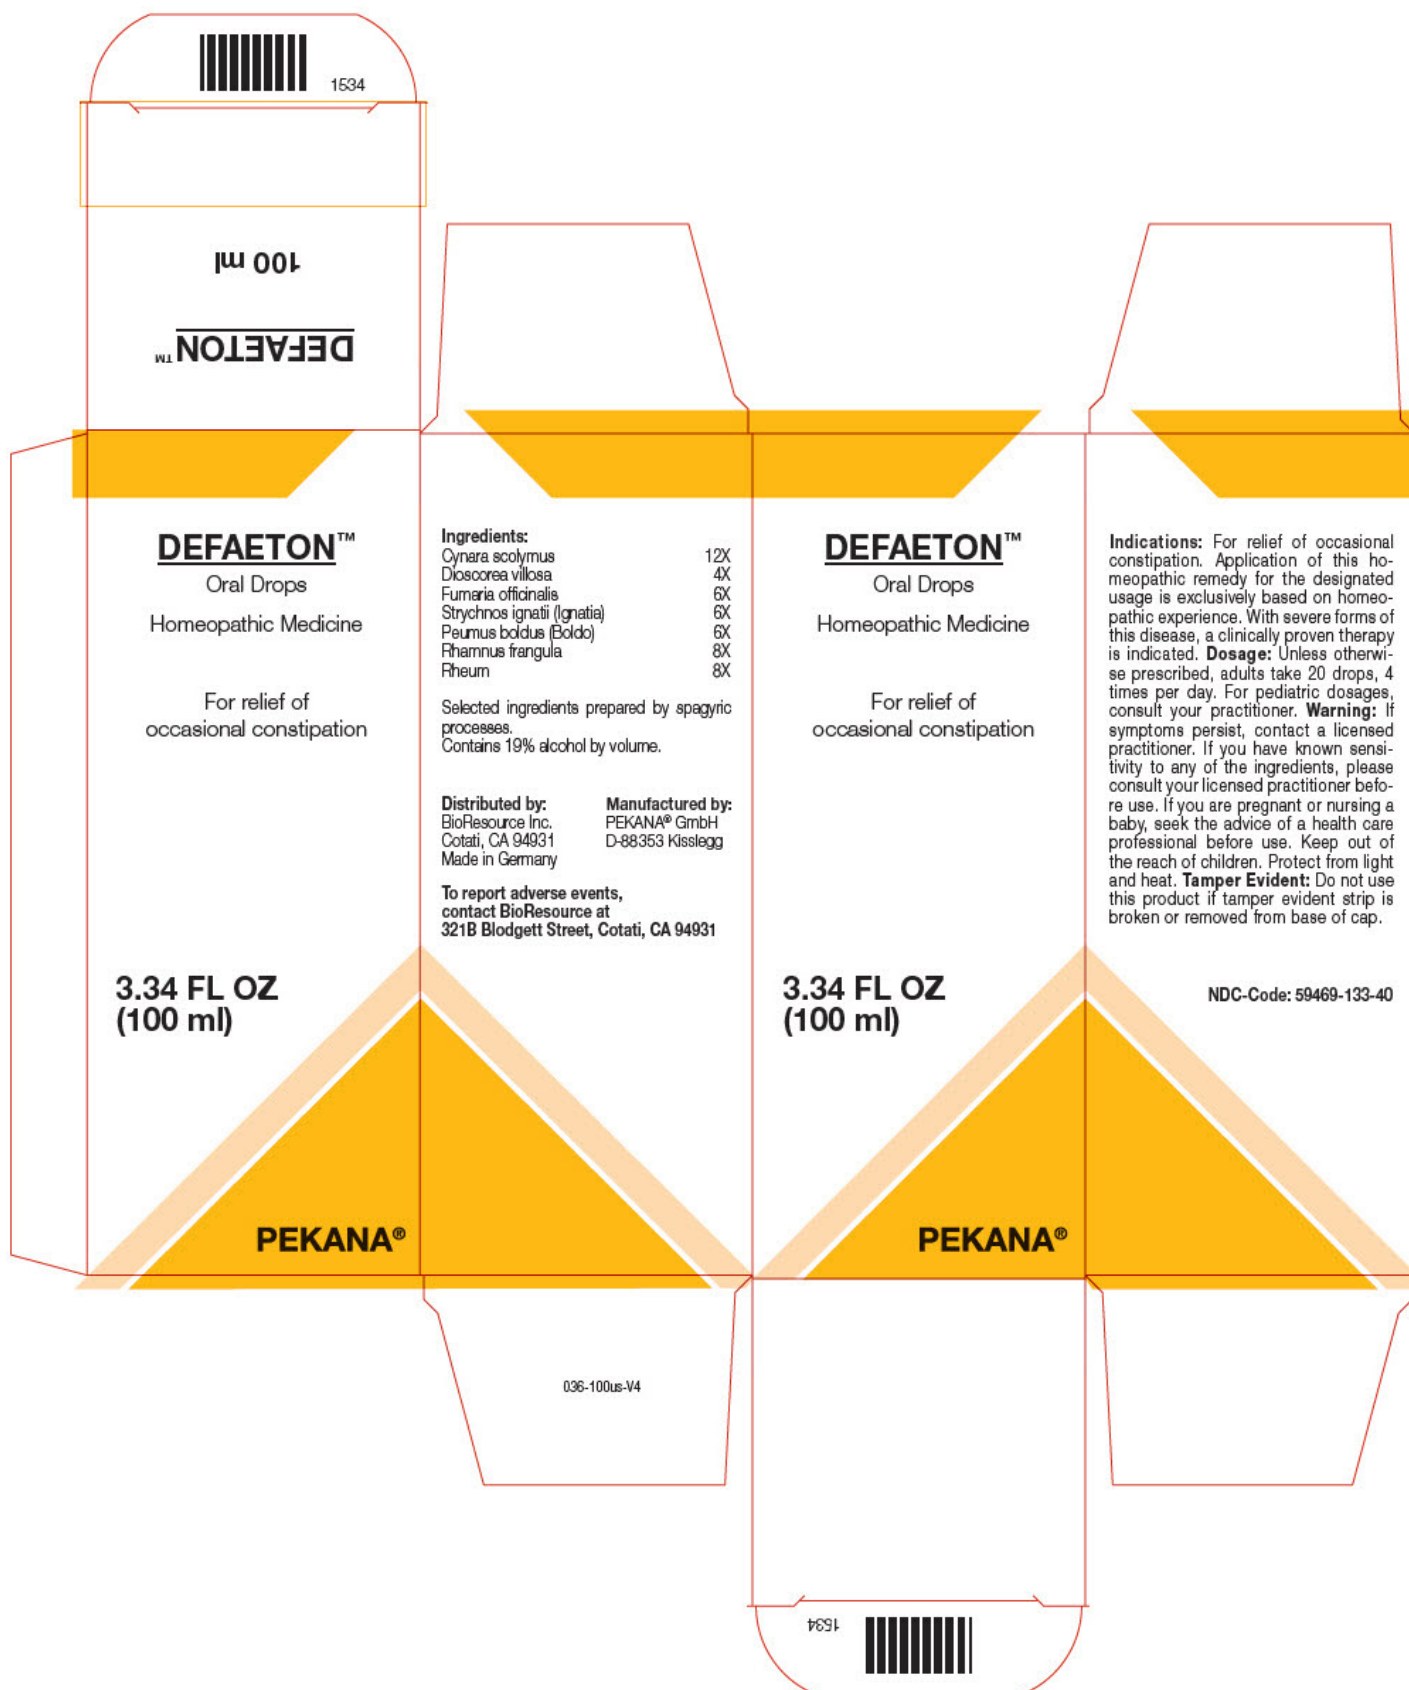 1534
100 ml
DEFAETON™
DEFAETON™
Oral Drops
Homeopathic Medicine
For relief of
occasional constipation
3.34 FL OZ
(100 ml)
PEKANA®
Ingredients:
Cynara scolymus 12X
Dioscorea villosa 4X
Fumaria officinalis 6X
Strychnos ignatii (Ignatia) 6X
Peumus boldus (Boldo) 6X
Rhamnus frangula 8X
Rheum 8X
Selected ingredients prepared by spagyric
processes.
Contains 19% alcohol by volume.
Distributed by:
BioResource Inc.
Cotati, CA 94931
Made in Germany
Manufactured by:
PEKANA® GmbH
D-88353 Kisslegg
To report adverse events,
contact BioResource at
321B Blodgett Street, Cotati, CA 94931
036-100us-V4
DEFAETON™
Oral Drops
Homeopathic Medicine
For relief of
occasional constipation
3.34 FL OZ
(100 ml)
PEKANA®
Indications: For relief of occasional
constipation. Application of this ho-
meopathic remedy for the designated
usage is exclusively based on homeo-
pathic experience. With severe forms of
this disease, a clinically proven therapy
is indicated. Dosage: Unless otherwi-
se prescribed, adults take 20 drops, 4
times per day. For pediatric dosages,
consult your practitioner. Warning: If
symptoms persist, contact a licensed
practitioner. If you have known sensi-
tivity to any of the ingredients, please
consult your licensed practitioner befo-
re use. If you are pregnant or nursing a
baby, seek the advice of a health care
professional before use. Keep out of
the reach of children. Protect from light
and heat. Tamper Evident: Do not use
this product if tamper evident strip is
broken or removed from base of cap.
NDC-Code: 59469-133-40
1534